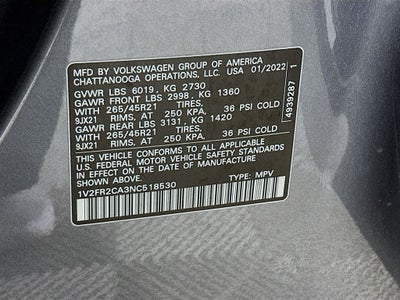 MFD BY VOLKSWAGEN GROUP OF AMERICA
CHATTANOOGA OPERATIONS, LLC. USA 01/2022
GVWR LBS 6019, KG 2730
GAWR FRONT LBS 2998, KG 1360
WITH 265/45R21 TIRES,
9JX21 RIMS, AT 250 KPA, 36 PSI COLD
GAWR REAR LBS 3131, KG 1420
WITH 265/45R21 TIRES,
9JX21 RIMS, AT 250 KPA, 36 PSI COLD
THIS VEHICLE CONFORMS TO ALL APPLICABLE
U.S. FEDERAL MOTOR VEHICLE SAFETY STANDARDS
IN EFFECT ON THE DATE OF MANUFACTURE
SHOWN ABOVE.
1V2FR2CA3NC518530 TYPE: MPV
4939287 1